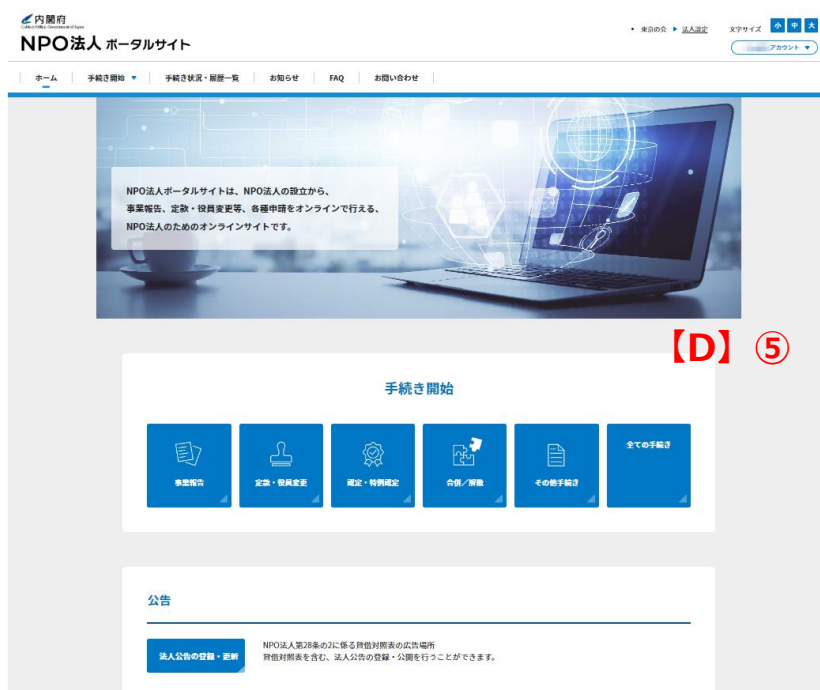 内閣府
NPO法人 ポータルサイト
• 東京の会 ▶ 法人設定
文字サイズ 小 中 大
アカウント ▼
ホーム 手続き開始 ▼ 手続き状況・履歴一覧 お知らせ FAQ お問い合わせ
NPO法人ポータルサイトは、NPO法人の設立から、
事業報告、定款・役員変更等、各種申請をオンラインで行える、
NPO法人のためのオンラインサイトです。
【D】⑤
手続き開始
事業報告 定款・役員変更 認定・特例認定 合併／解散 その他手続き 全ての手続き
公告
法人公告の登録・更新
NPO法人第28条の2に係る貸借対照表の広告場所
貸借対照表を含む、法人公告の登録・公開を行うことができます。